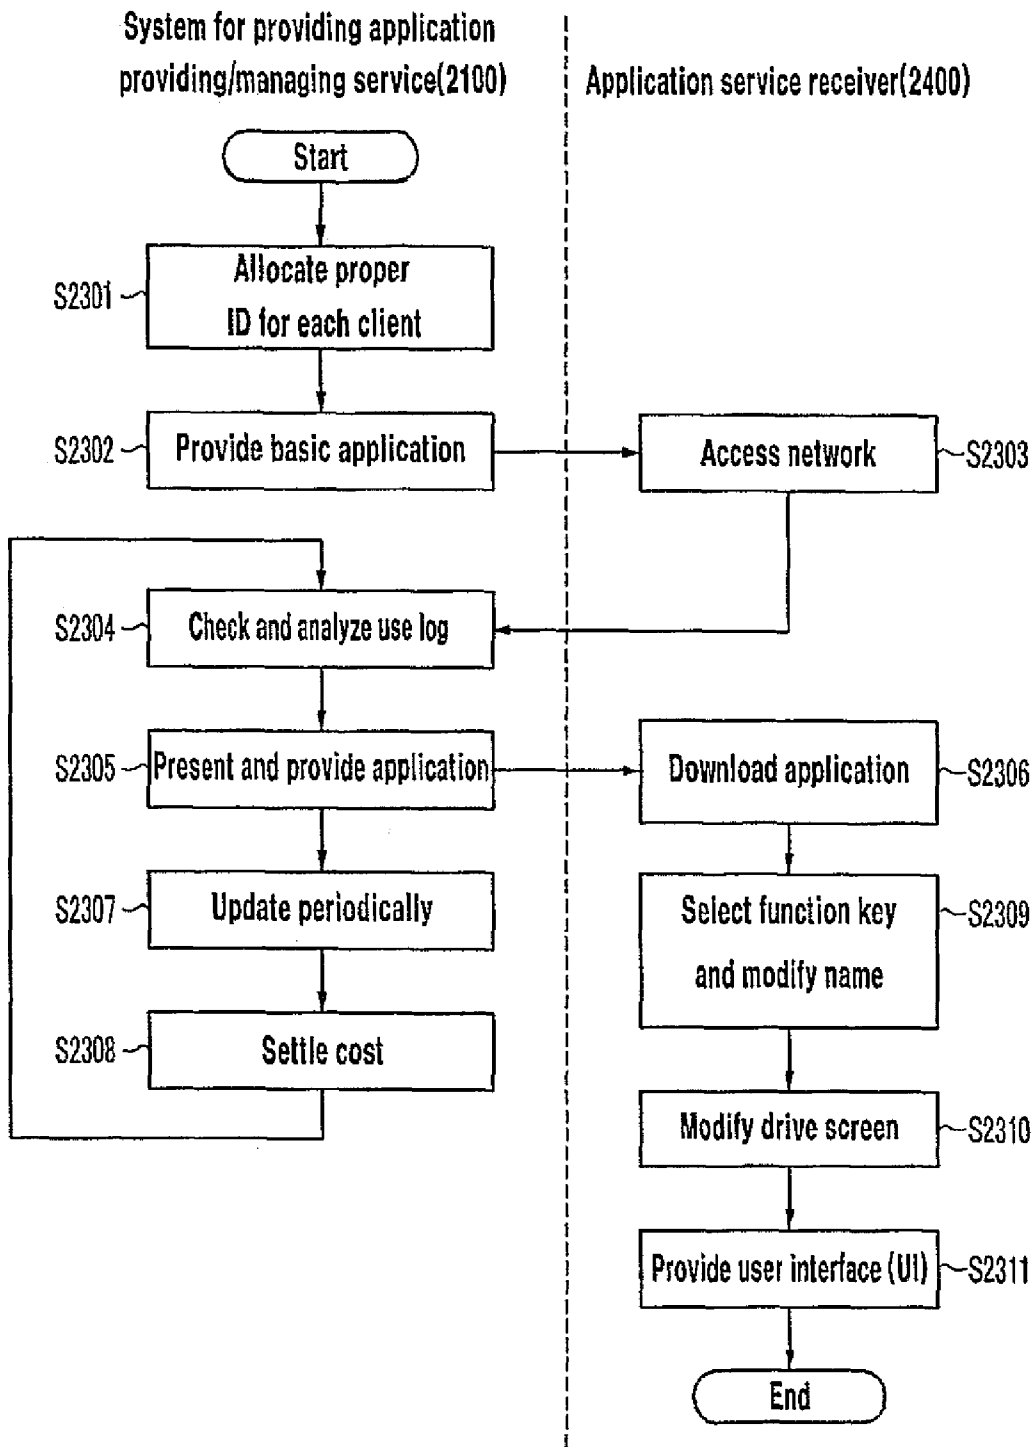 System for providing application
providing/managing service(2100)
Application service receiver(2400)
Start
S2301
Allocate proper
ID for each client
S2302
Provide basic application
Access network
S2303
S2304
Check and analyze use log
S2305
Present and provide application
Download application
S2306
S2307
Update periodically
Select function key
and modify name
S2309
S2308
Settle cost
Modify drive screen
S2310
Provide user interface (UI)
S2311
End